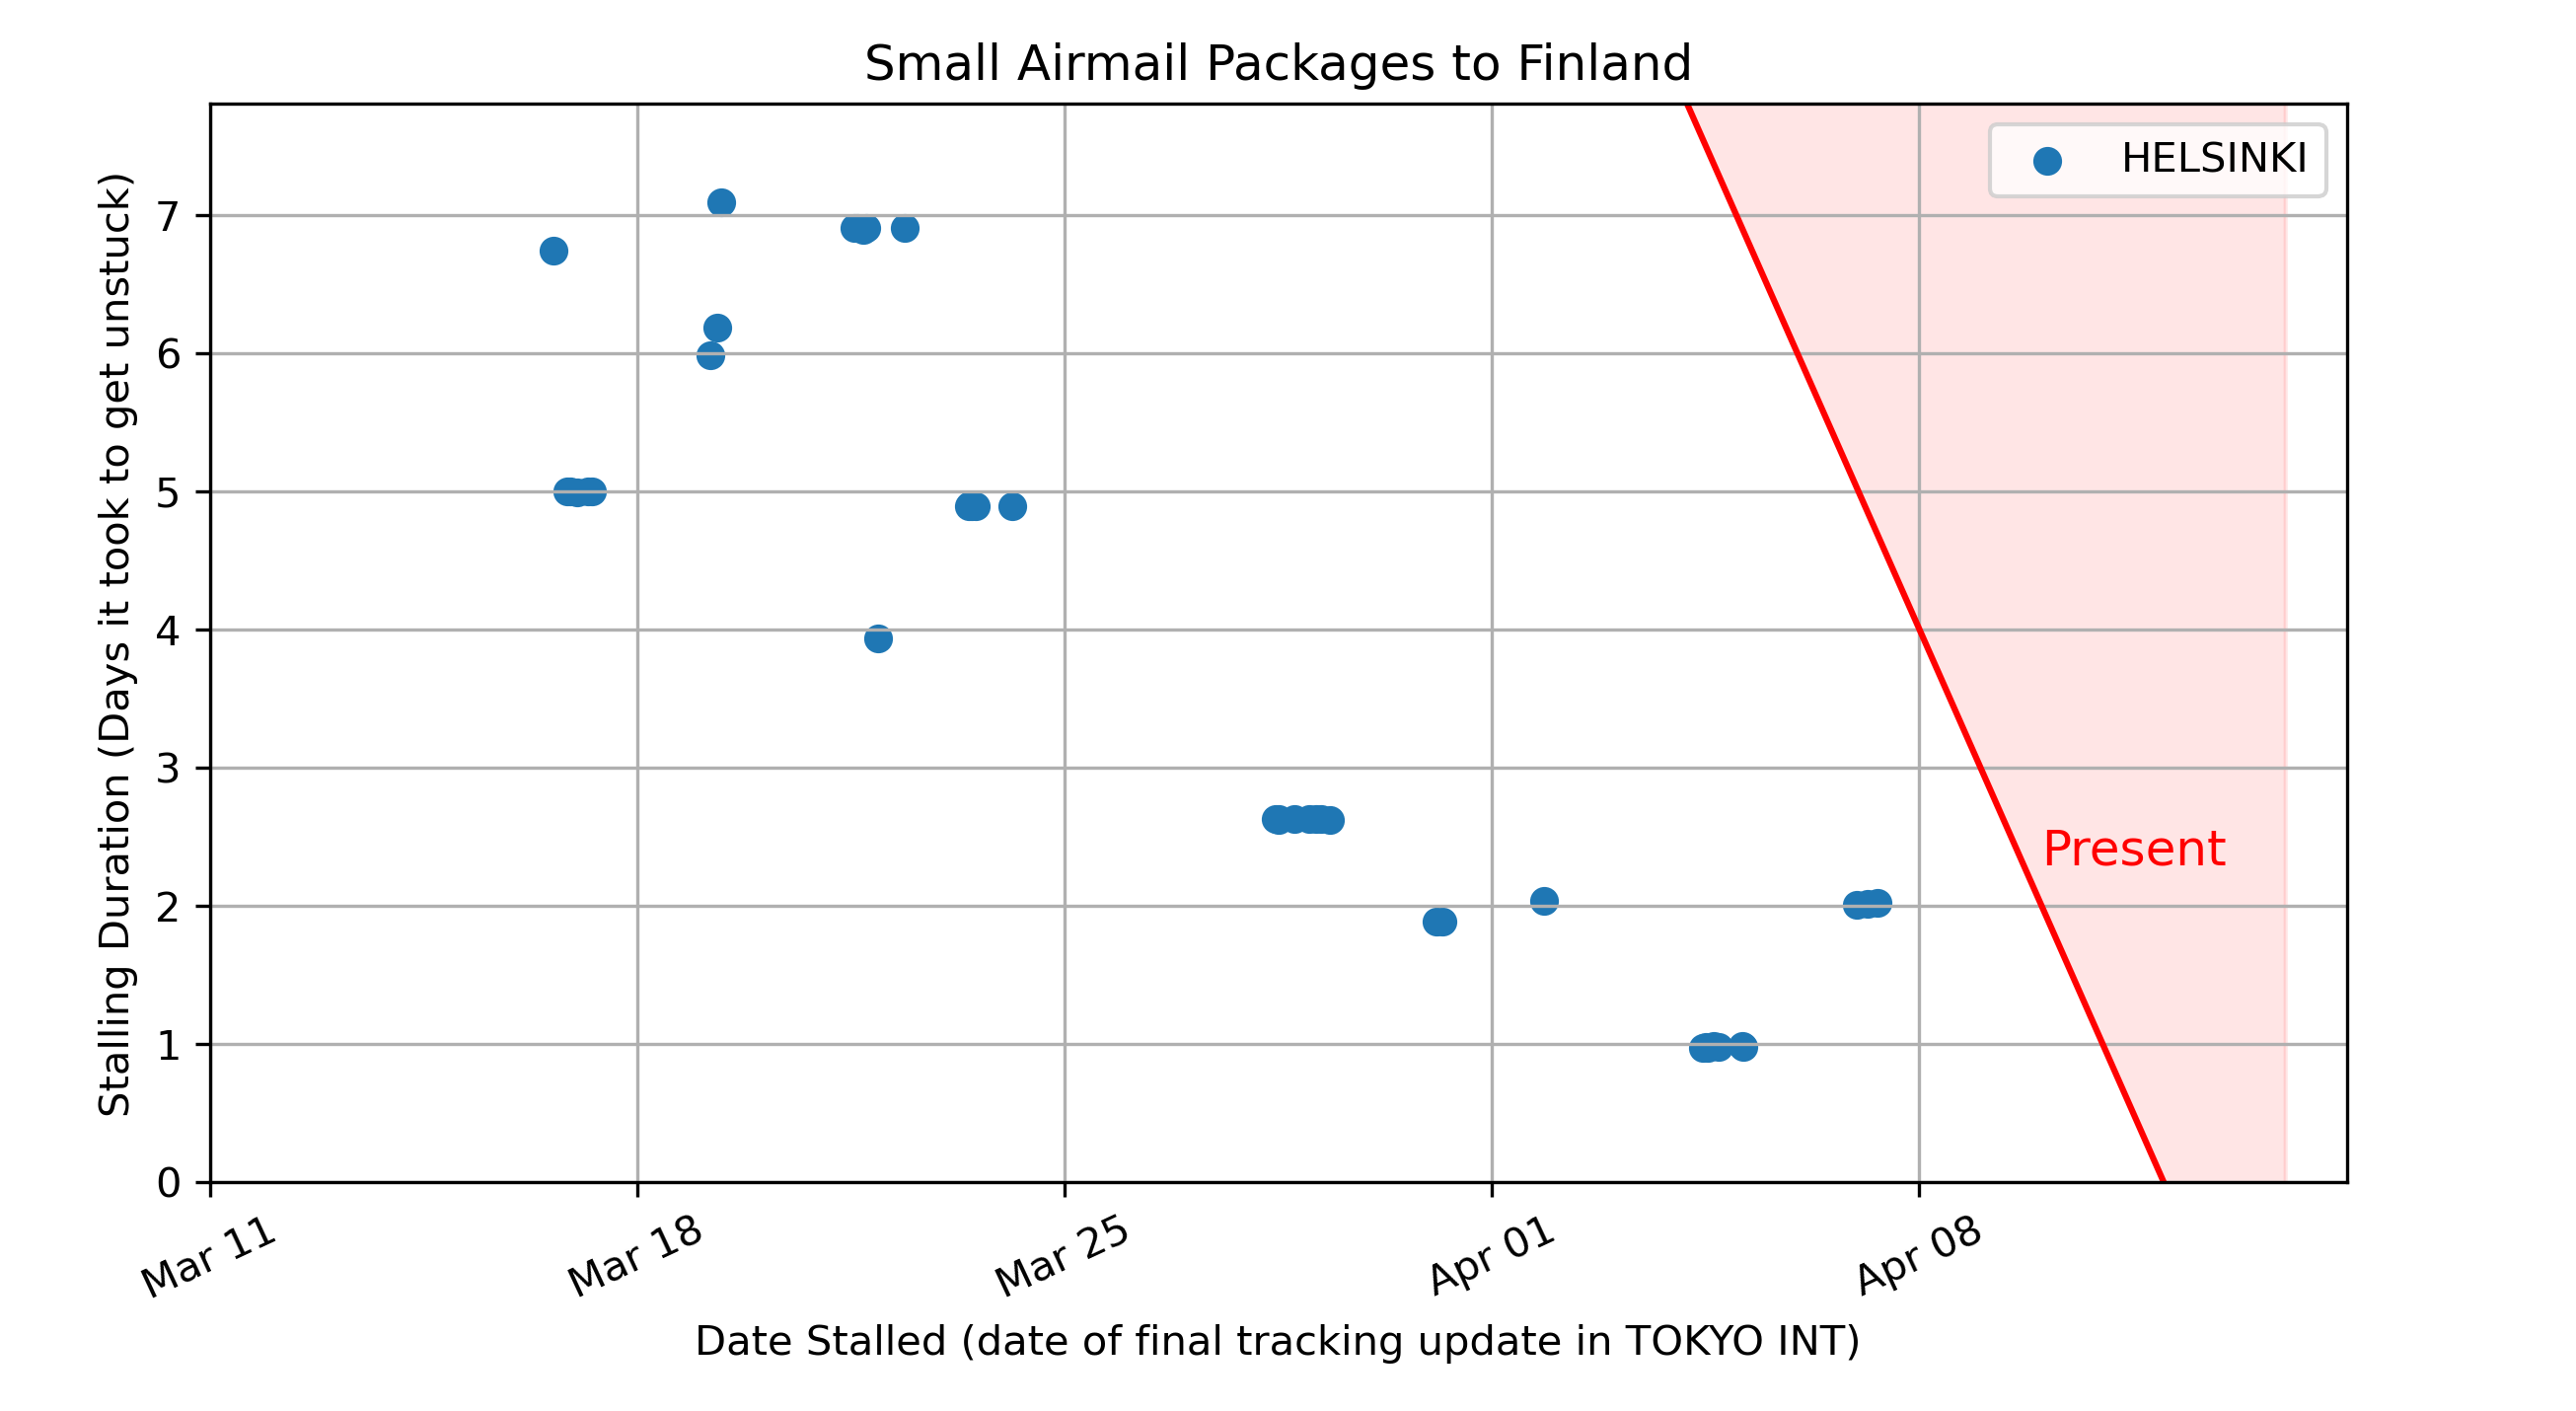 Small Airmail Packages to Finland
HELSINKI
Stalling Duration (Days it took to get unstuck)
7
6
5
4
3
2
1
0
Present
Mar 11
Mar 18
Mar 25
Apr 01
Apr 08
Date Stalled (date of final tracking update in TOKYO INT)